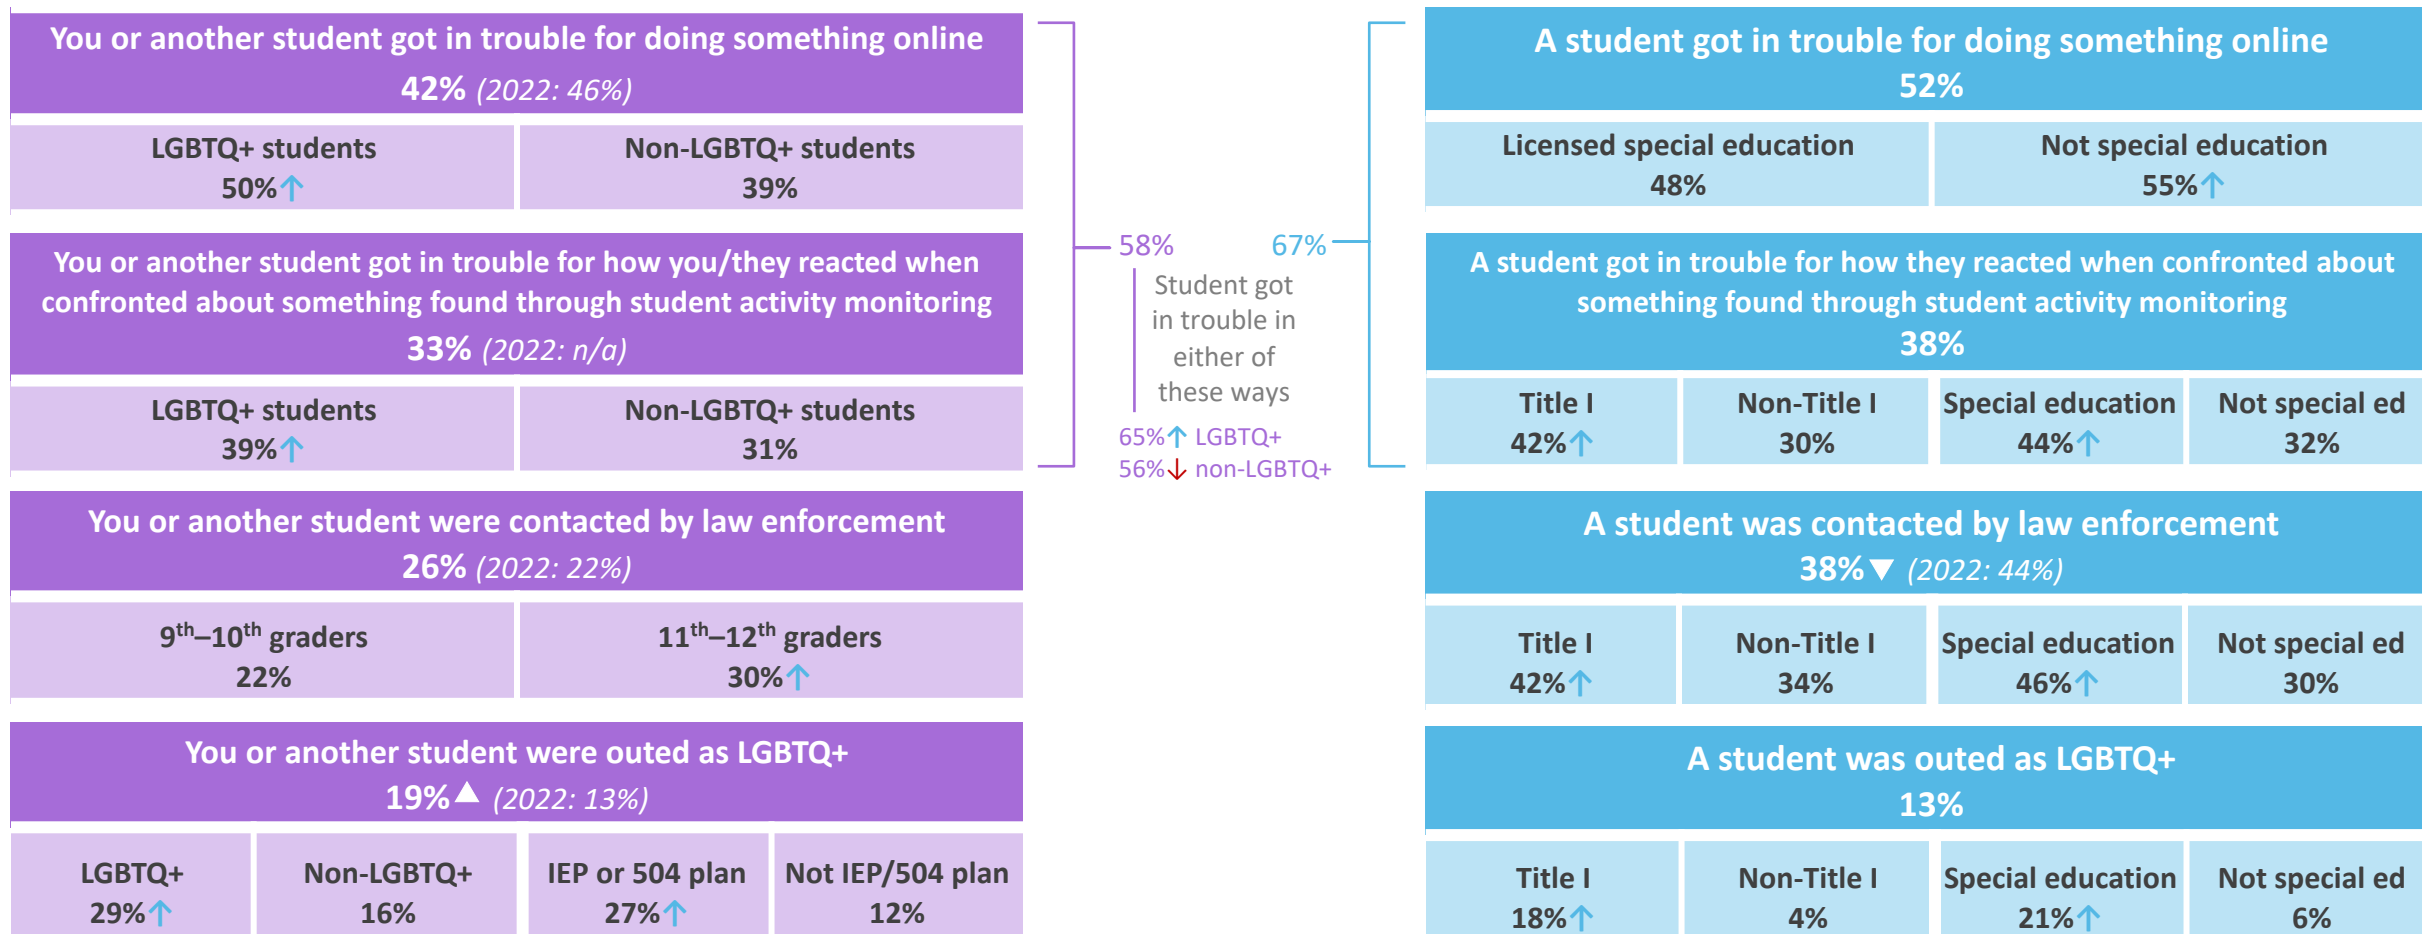 You or another student got in trouble for doing something online
42% (2022: 46%)
LGBTQ+ students
50%↑
Non-LGBTQ+ students
39%
You or another student got in trouble for how you/they reacted when
confronted about something found through student activity monitoring
33% (2022: n/a)
LGBTQ+ students
39%↑
Non-LGBTQ+ students
31%
You or another student were contacted by law enforcement
26% (2022: 22%)
9th–10th graders
22%
11th–12th graders
30%↑
You or another student were outed as LGBTQ+
19%▲ (2022: 13%)
LGBTQ+
29%↑
Non-LGBTQ+
16%
IEP or 504 plan
27%↑
Not IEP/504 plan
12%
58%
67%
Student got
in trouble in
either of
these ways
65%↑ LGBTQ+
56%↓ non-LGBTQ+
A student got in trouble for doing something online
52%
Licensed special education
48%
Not special education
55%↑
A student got in trouble for how they reacted when confronted about
something found through student activity monitoring
38%
Title I
42%↑
Non-Title I
30%
Special education
44%↑
Not special ed
32%
A student was contacted by law enforcement
38%▼ (2022: 44%)
Title I
42%↑
Non-Title I
34%
Special education
46%↑
Not special ed
30%
A student was outed as LGBTQ+
13%
Title I
18%↑
Non-Title I
4%
Special education
21%↑
Not special ed
6%